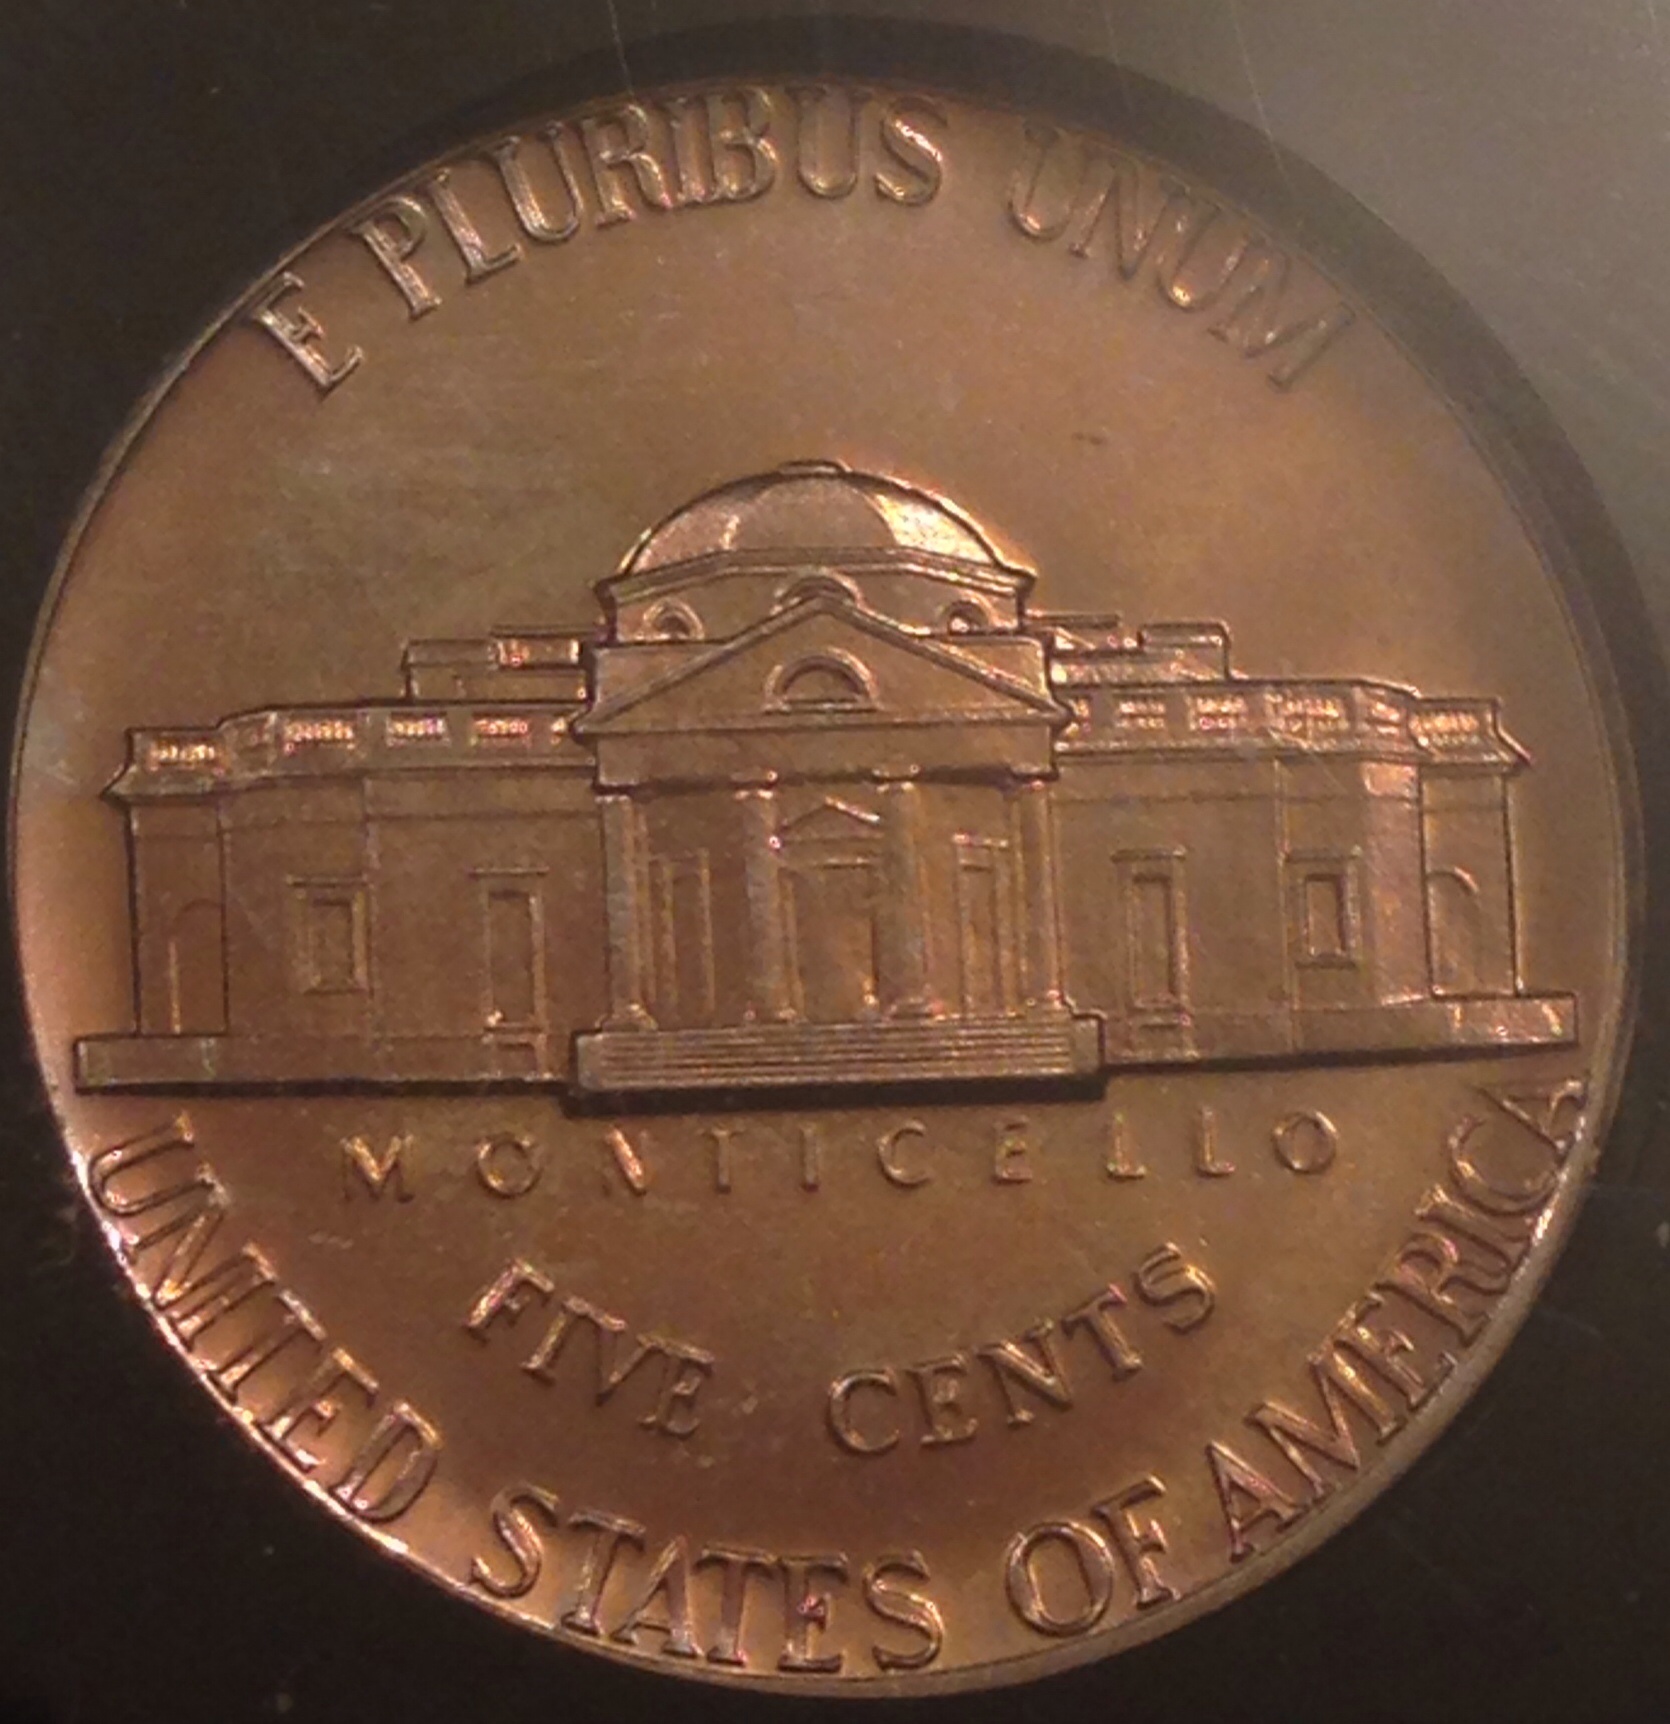 E PLURIBUS UNUM
MONTICELLO
FIVE CENTS
UNITED STATES OF AMERICA